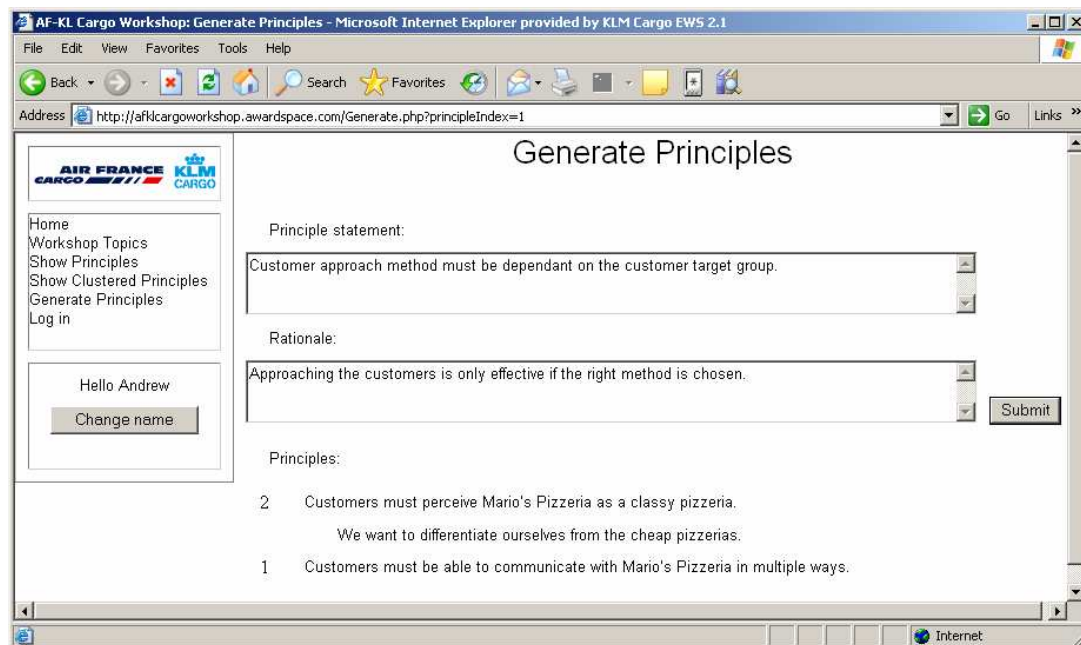 AF-KL Cargo Workshop: Generate Principles - Microsoft Internet Explorer provided by KLM Cargo EWS 2.1
File Edit View Favorites Tools Help
Back Search Favorites
Address http://afklcargoworkshop.awardspace.com/Generate.php?principleIndex=1 Go Links »
AIR FRANCE KLM
CARGO CARGO
Home
Workshop Topics
Show Principles
Show Clustered Principles
Generate Principles
Log in
Hello Andrew
Change name
Generate Principles
Principle statement:
Customer approach method must be dependant on the customer target group.
Rationale:
Approaching the customers is only effective if the right method is chosen.
Submit
Principles:
2 Customers must perceive Mario's Pizzeria as a classy pizzeria.
We want to differentiate ourselves from the cheap pizzerias.
1 Customers must be able to communicate with Mario's Pizzeria in multiple ways.
Internet